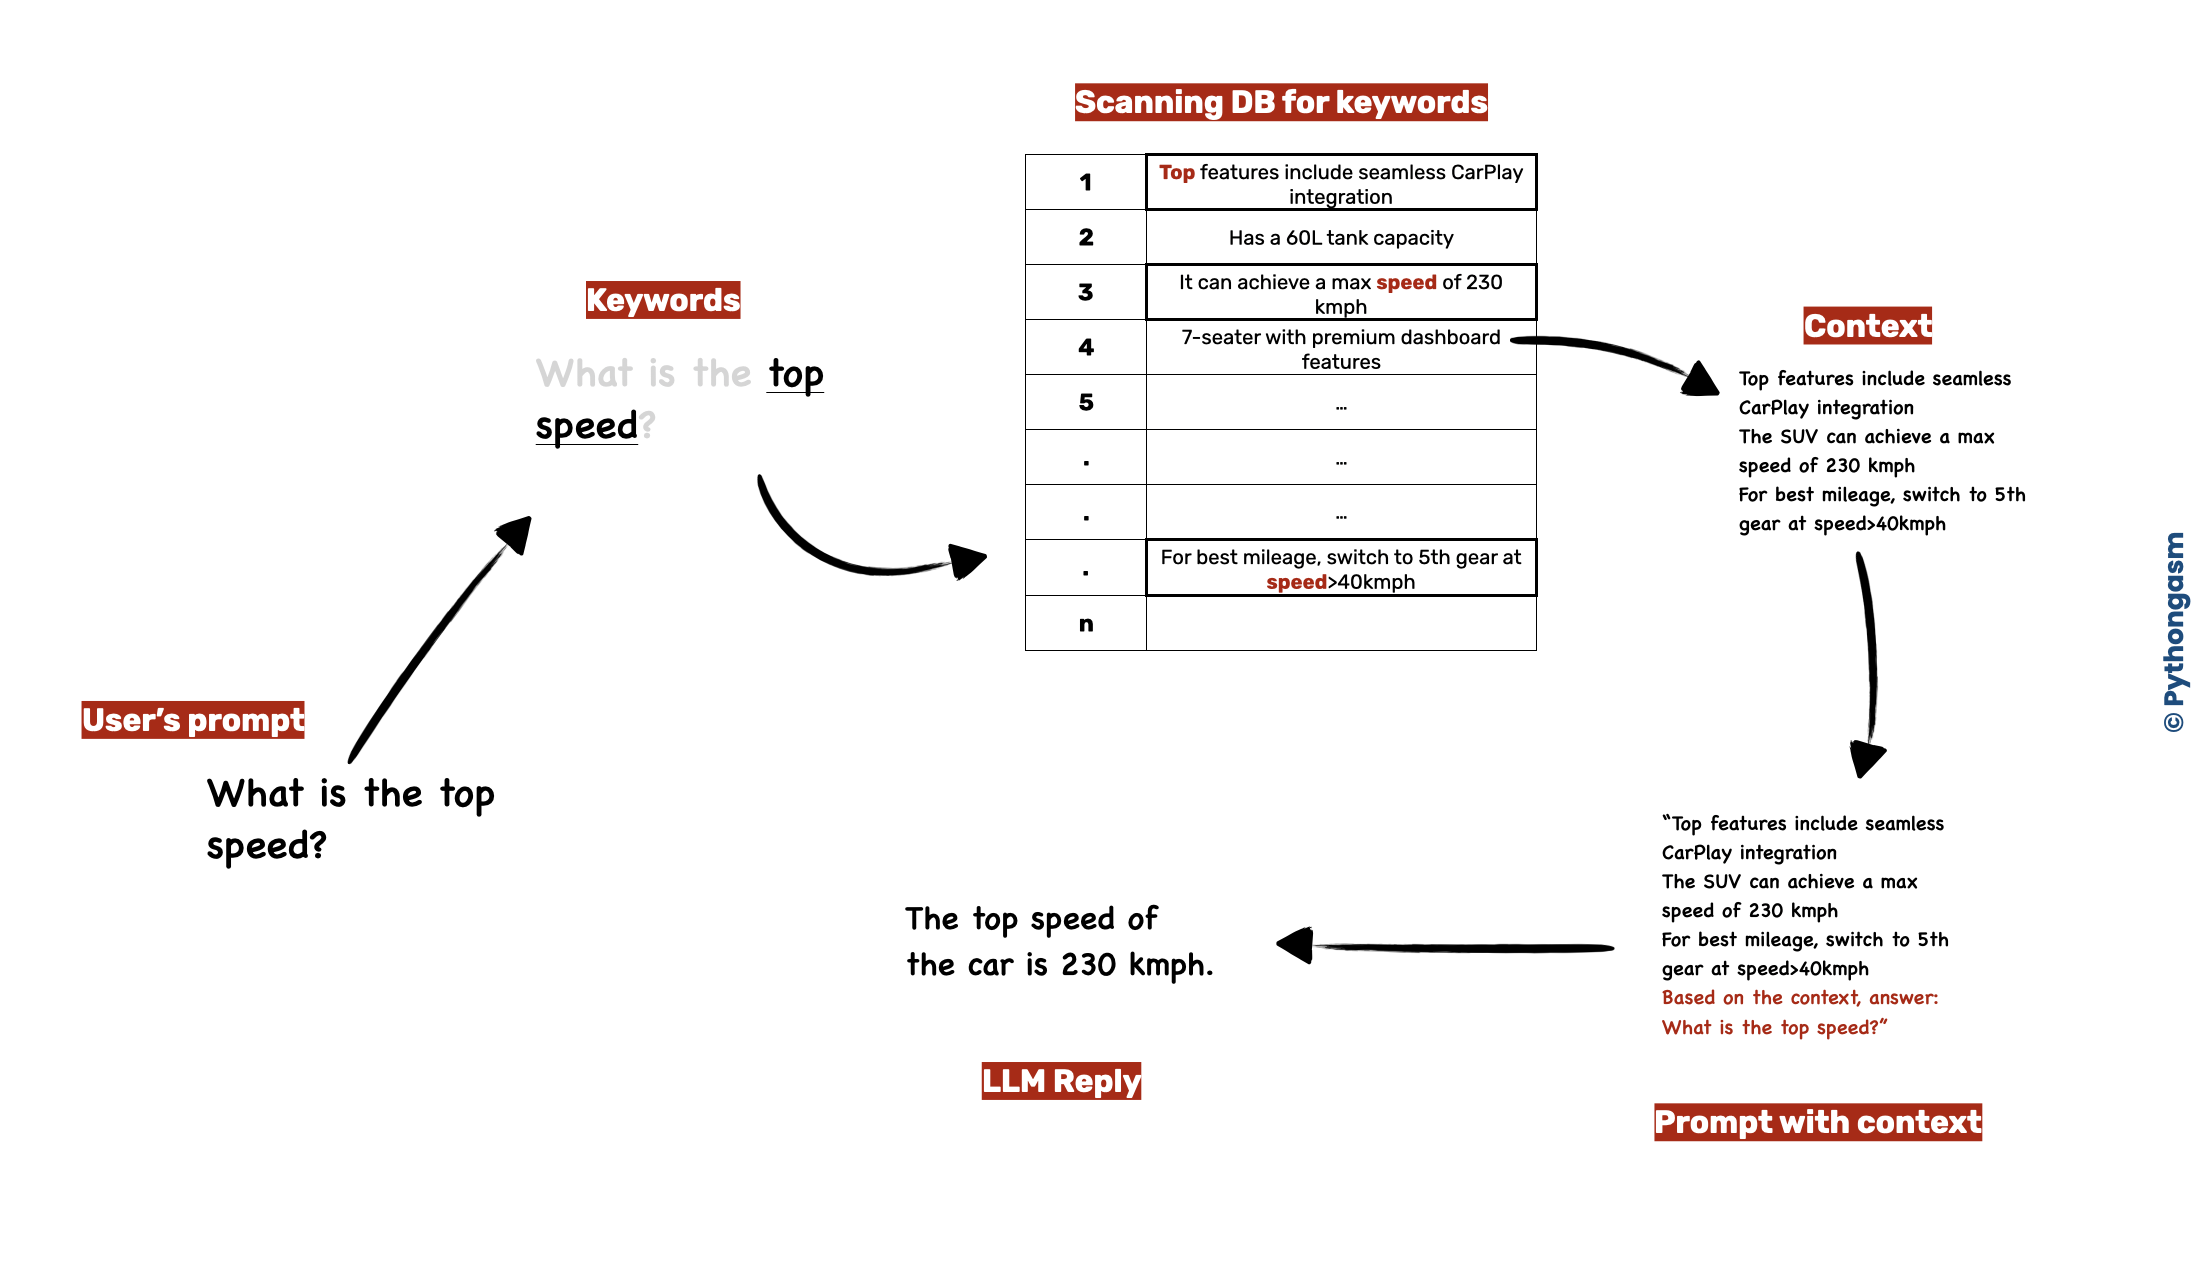 User’s prompt
What is the top
speed?
Keywords
What is the top
speed?
Scanning DB for keywords
1
Top features include seamless CarPlay
integration
2
Has a 60L tank capacity
3
It can achieve a max speed of 230
kmph
4
7-seater with premium dashboard
features
5
...
.
...
.
...
.
For best mileage, switch to 5th gear at
speed>40kmph
n
Context
Top features include seamless
CarPlay integration
The SUV can achieve a max
speed of 230 kmph
For best mileage, switch to 5th
gear at speed>40kmph
“Top features include seamless
CarPlay integration
The SUV can achieve a max
speed of 230 kmph
For best mileage, switch to 5th
gear at speed>40kmph
Based on the context, answer:
What is the top speed?”
Prompt with context
The top speed of
the car is 230 kmph.
LLM Reply
© Pythongasm